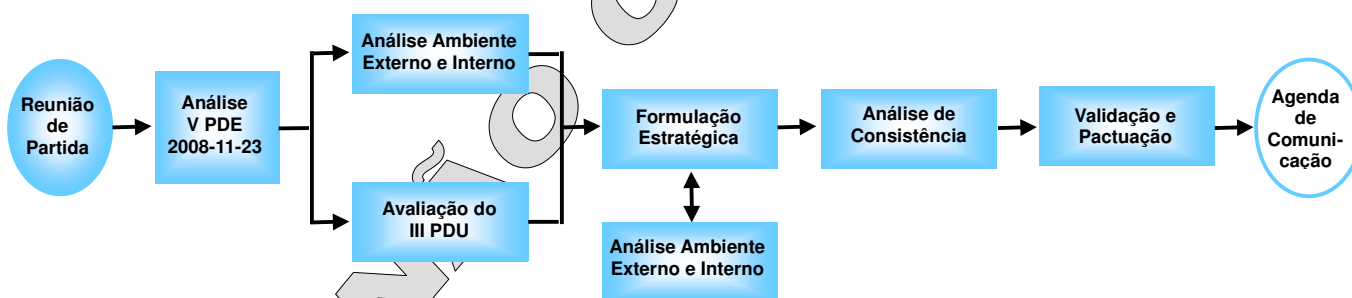 Reunião
de
Partida
Análise
V PDE
2008-11-23
Análise Ambiente
Externo e Interno
Avaliação do
III PDU
Formulação
Estratégica
Análise Ambiente
Externo e Interno
Análise de
Consistência
Validação e
Pactuação
Agenda
de
Comuni-
cação